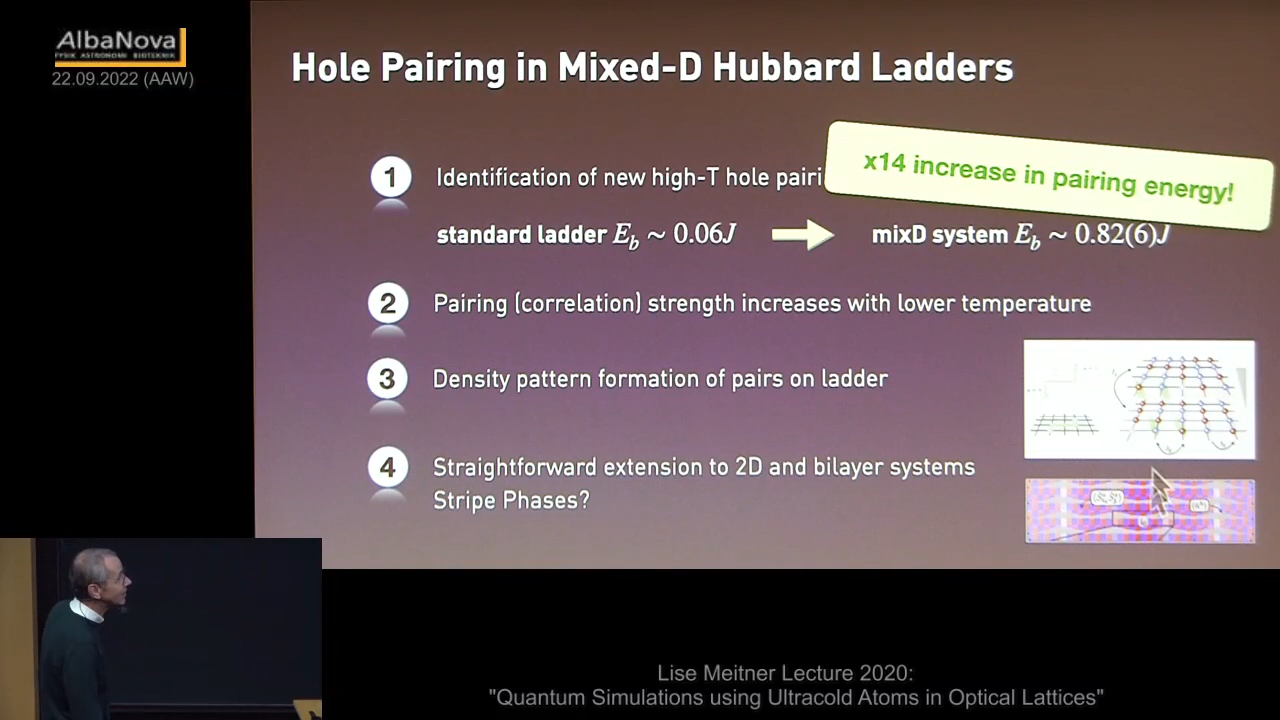 AlbaNova
FYSIK ASTRONOMI BIOTEKNIK
22.09.2022 (AAW)
Hole Pairing in Mixed-D Hubbard Ladders
x14 increase in pairing energy!
1 Identification of new high-T hole pairi
standard ladder E_b ~ 0.06J
mixD system E_b ~ 0.82(6)J
2 Pairing (correlation) strength increases with lower temperature
3 Density pattern formation of pairs on ladder
4 Straightforward extension to 2D and bilayer systems
Stripe Phases?
Lise Meitner Lecture 2020:
"Quantum Simulations using Ultracold Atoms in Optical Lattices"